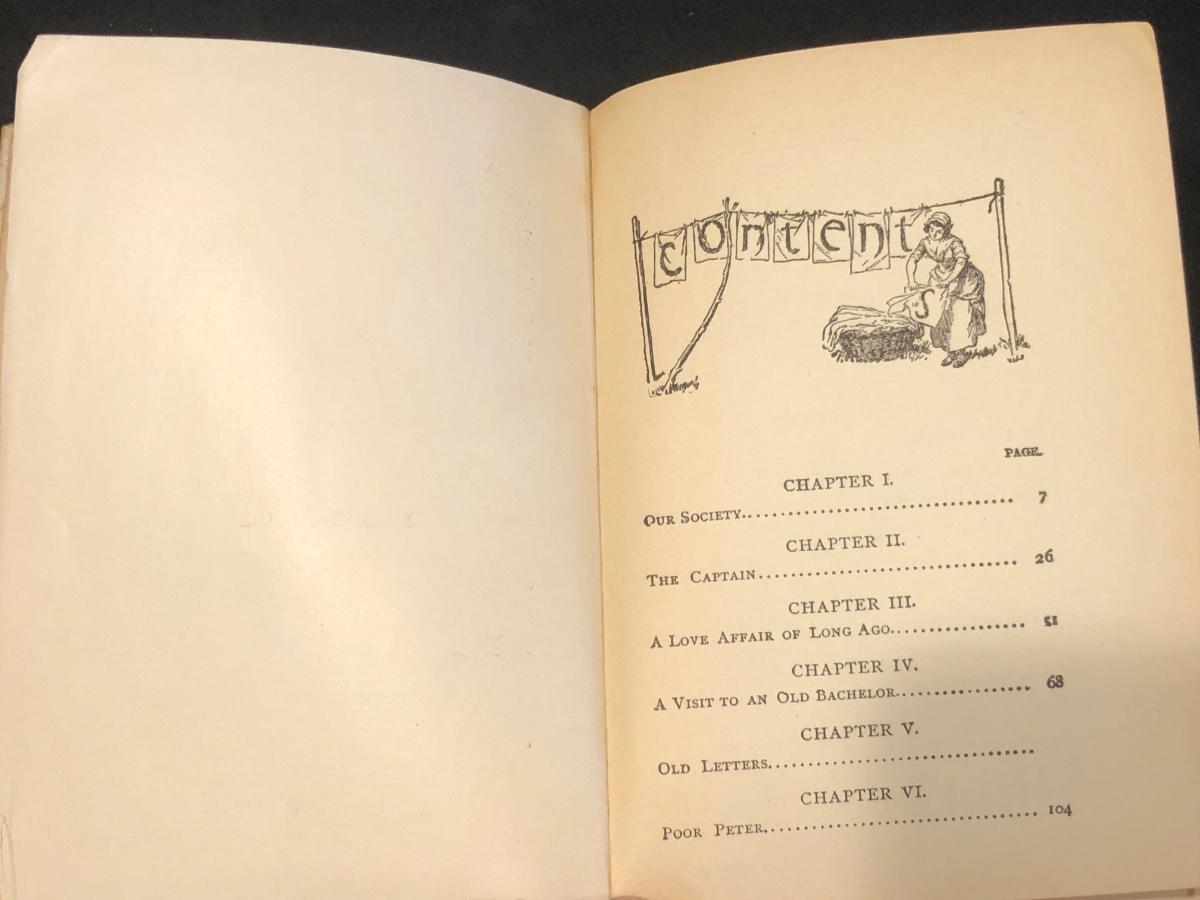 Contents
PAGE.
CHAPTER I.
OUR SOCIETY.................................. 7
CHAPTER II.
THE CAPTAIN................................. 26
CHAPTER III.
A LOVE AFFAIR OF LONG AGO................. 51
CHAPTER IV.
A VISIT TO AN OLD BACHELOR................. 68
CHAPTER V.
OLD LETTERS..................................
CHAPTER VI.
POOR PETER.................................. 104